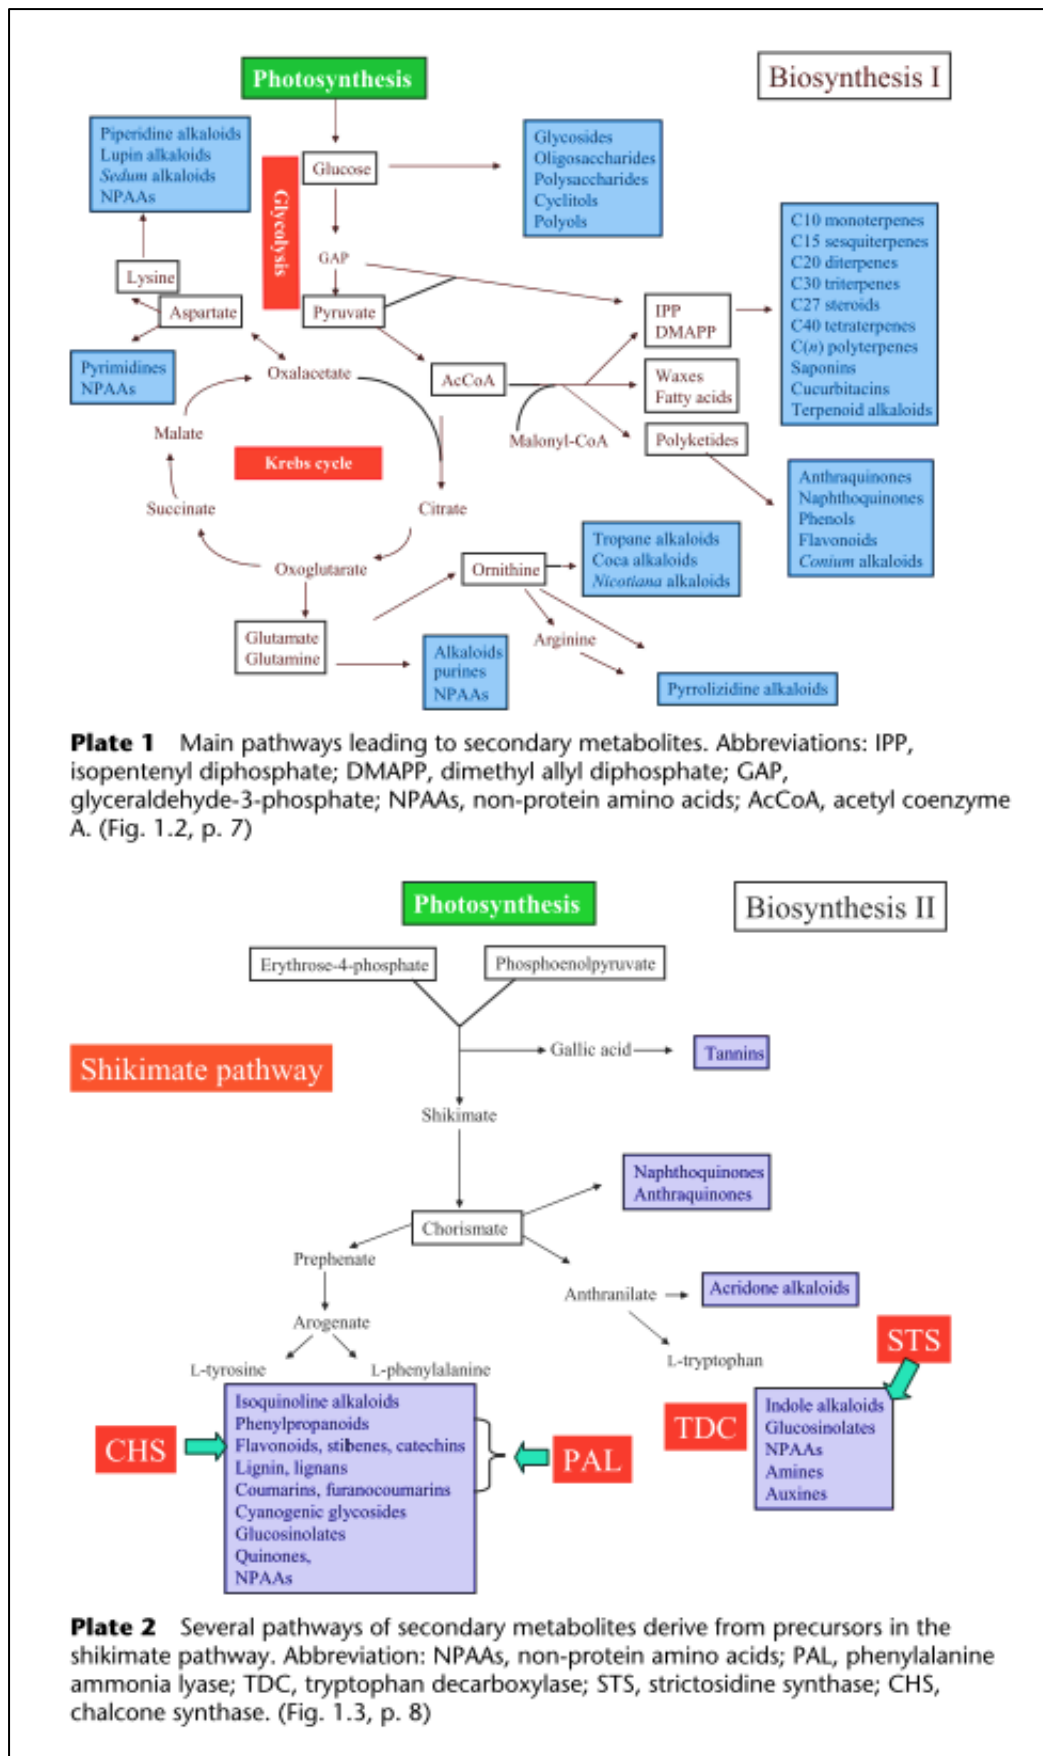 Photosynthesis
Biosynthesis I
Piperidine alkaloids
Lupin alkaloids
Sedum alkaloids
NPAAs
Glycolysis
Glucose
Glycosides
Oligosaccharides
Polysaccharides
Cyclitols
Polyols
C10 monoterpenes
C15 sesquiterpenes
C20 diterpenes
C30 triterpenes
C27 steroids
C40 tetraterpenes
C(n) polyterpenes
Saponins
Cucurbitacins
Terpenoid alkaloids
GAP
Lysine
Aspartate
Pyruvate
IPP
DMAPP
Pyrimidines
NPAAs
Oxalacetate
AcCoA
Waxes
Fatty acids
Malate
Malonyl-CoA
Polyketides
Krebs cycle
Anthraquinones
Naphthoquinones
Phenols
Flavonoids
Conium alkaloids
Succinate
Citrate
Tropane alkaloids
Coca alkaloids
Nicotiana alkaloids
Oxoglutarate
Ornithine
Glutamate
Glutamine
Arginine
Alkaloids
purines
NPAAs
Pyrrolizidine alkaloids
Plate 1 Main pathways leading to secondary metabolites. Abbreviations: IPP,
isopentenyl diphosphate; DMAPP, dimethyl allyl diphosphate; GAP,
glyceraldehyde-3-phosphate; NPAAs, non-protein amino acids; AcCoA, acetyl coenzyme
A. (Fig. 1.2, p. 7)
Photosynthesis
Biosynthesis II
Erythrose-4-phosphate
Phosphoenolpyruvate
Shikimate pathway
Gallic acid
Tannins
Shikimate
Naphthoquinones
Anthraquinones
Chorismate
Prephenate
Anthranilate
Acridone alkaloids
Arogenate
L-tyrosine
L-phenylalanine
L-tryptophan
STS
CHS
Isoquinoline alkaloids
Phenylpropanoids
Flavonoids, stibenes, catechins
Lignin, lignans
Coumarins, furanocoumarins
Cyanogenic glycosides
Glucosinolates
Quinones,
NPAAs
PAL
TDC
Indole alkaloids
Glucosinolates
NPAAs
Amines
Auxines
Plate 2 Several pathways of secondary metabolites derive from precursors in the
shikimate pathway. Abbreviation: NPAAs, non-protein amino acids; PAL, phenylalanine
ammonia lyase; TDC, tryptophan decarboxylase; STS, strictosidine synthase; CHS,
chalcone synthase. (Fig. 1.3, p. 8)